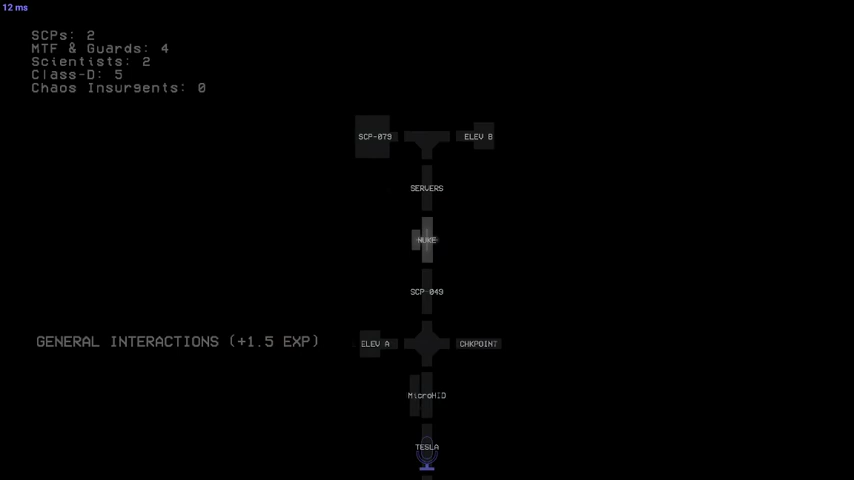 12 ms
SCPs: 2
MTF & Guards: 4
Scientists: 2
Class-D: 5
Chaos Insurgents: 0
SCP-079
ELEV B
SERVERS
NUKE
SCP-049
GENERAL INTERACTIONS (+1.5 EXP)
ELEV A
CHKPOINT
MicroHID
TESLA